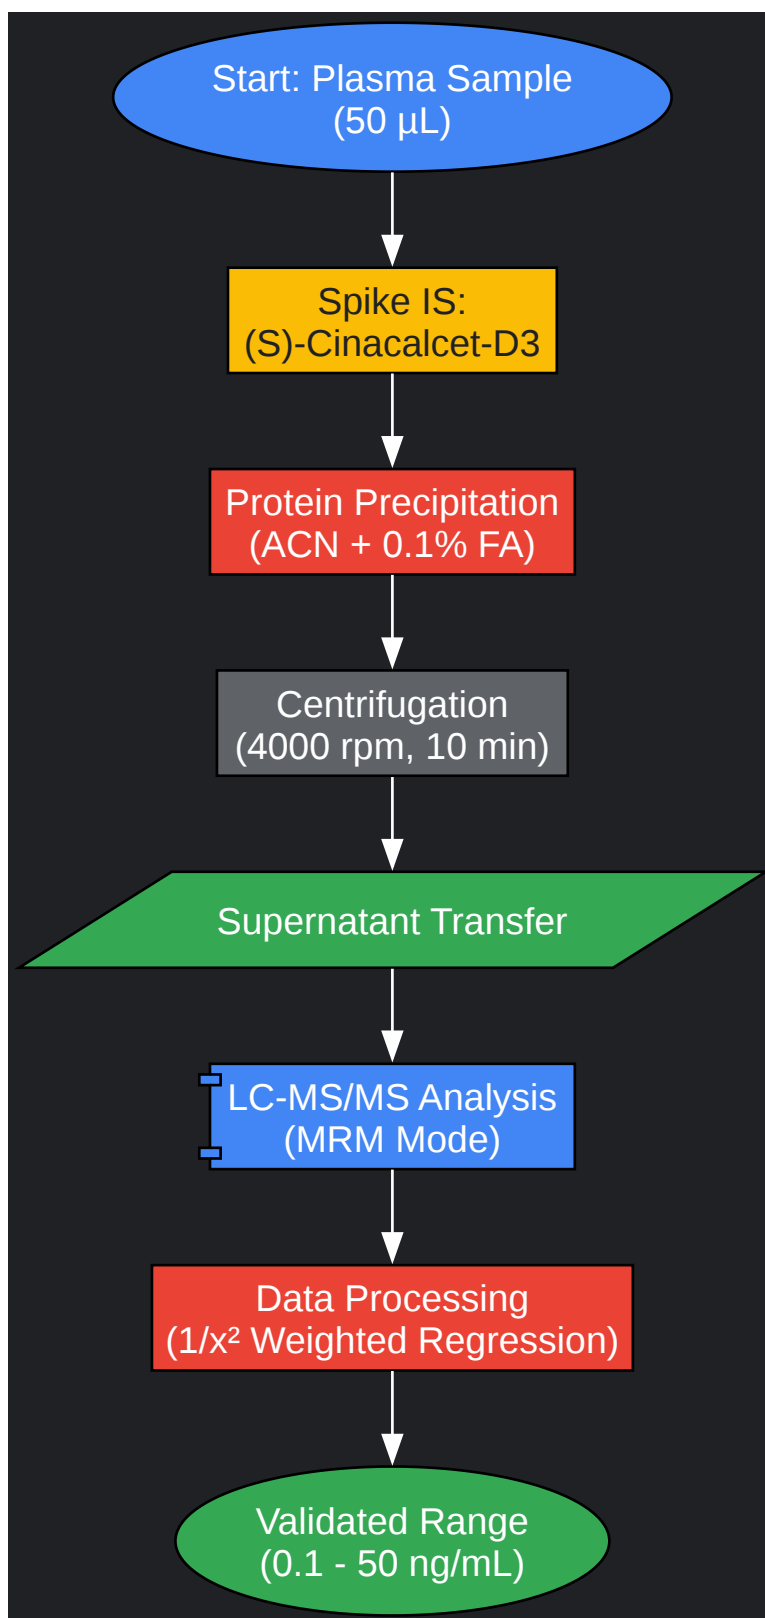 Start: Plasma Sample
(50 µL)
Spike IS:
(S)-Cinacalcet-D3
Protein Precipitation
(ACN + 0.1% FA)
Centrifugation
(4000 rpm, 10 min)
Supernatant Transfer
LC-MS/MS Analysis
(MRM Mode)
Data Processing
(1/x² Weighted Regression)
Validated Range
(0.1 - 50 ng/mL)